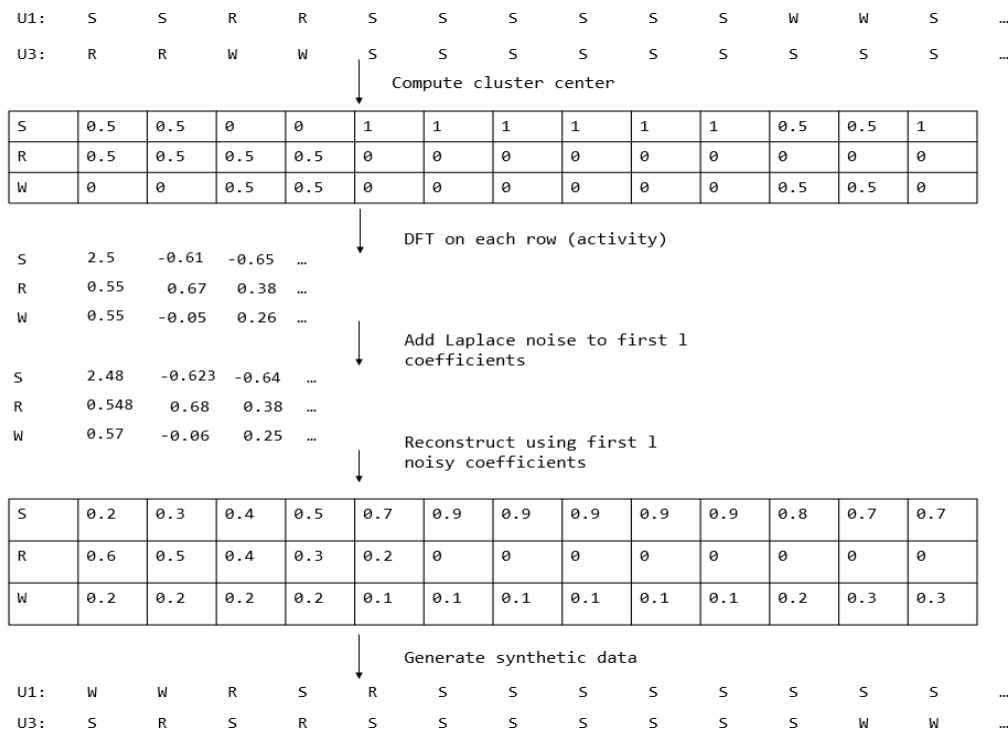 U1: S S R R S S S S S S W W S …
U3: R R W W S S S S S S S S S …
Compute cluster center
S 0.5 0.5 0 0 1 1 1 1 1 1 0.5 0.5 1
R 0.5 0.5 0.5 0.5 0 0 0 0 0 0 0 0 0
W 0 0 0.5 0.5 0 0 0 0 0 0 0.5 0.5 0
DFT on each row (activity)
S 2.5 -0.61 -0.65 …
R 0.55 0.67 0.38 …
W 0.55 -0.05 0.26 …
Add Laplace noise to first l
coefficients
S 2.48 -0.623 -0.64 …
R 0.548 0.68 0.38 …
W 0.57 -0.06 0.25 …
Reconstruct using first l
noisy coefficients
S 0.2 0.3 0.4 0.5 0.7 0.9 0.9 0.9 0.9 0.9 0.8 0.7 0.7
R 0.6 0.5 0.4 0.3 0.2 0 0 0 0 0 0 0 0
W 0.2 0.2 0.2 0.2 0.1 0.1 0.1 0.1 0.1 0.1 0.2 0.3 0.3
Generate synthetic data
U1: W W R S R S S S S S S S S …
U3: S R S R S S S S S S S W W …